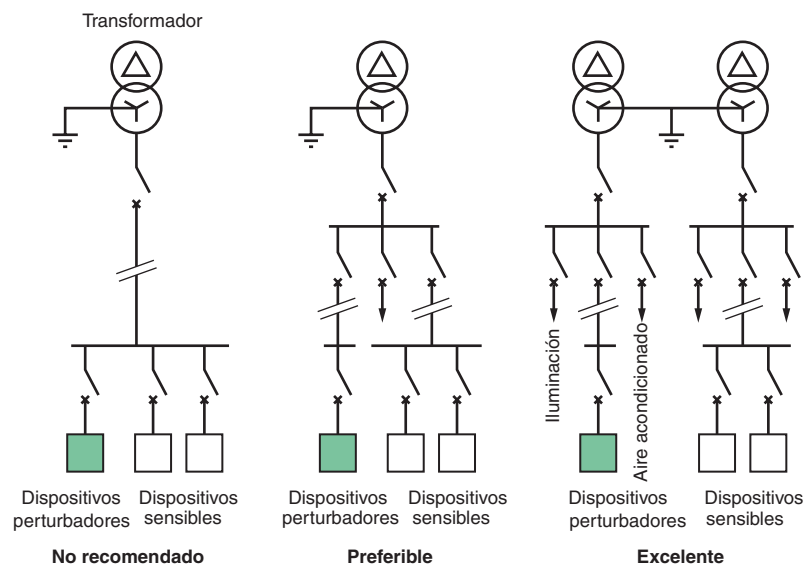 Transformador
Iluminación
Aire acondicionado
Dispositivos
perturbadores
Dispositivos
sensibles
Dispositivos
perturbadores
Dispositivos
sensibles
Dispositivos
perturbadores
Dispositivos
sensibles
No recomendado
Preferible
Excelente